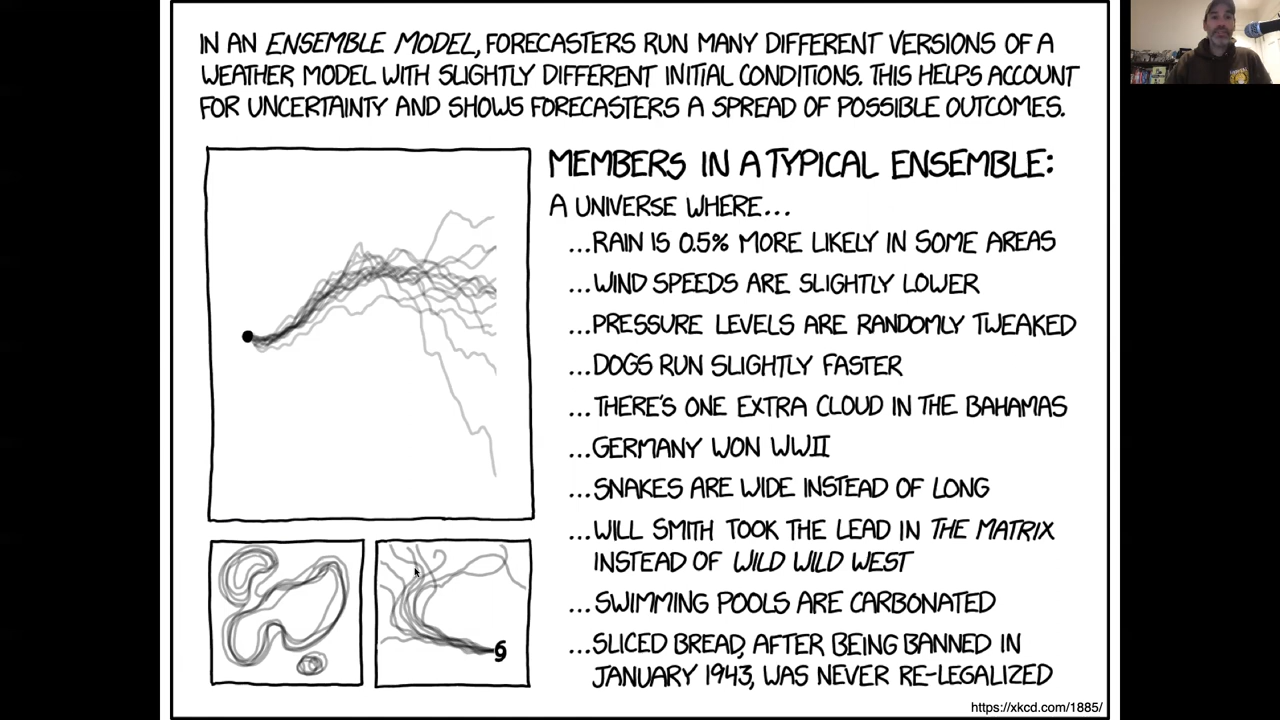 IN AN ENSEMBLE MODEL, FORECASTERS RUN MANY DIFFERENT VERSIONS OF A
WEATHER MODEL WITH SLIGHTLY DIFFERENT INITIAL CONDITIONS. THIS HELPS ACCOUNT
FOR UNCERTAINTY AND SHOWS FORECASTERS A SPREAD OF POSSIBLE OUTCOMES.
MEMBERS IN A TYPICAL ENSEMBLE:
A UNIVERSE WHERE...
...RAIN IS 0.5% MORE LIKELY IN SOME AREAS
...WIND SPEEDS ARE SLIGHTLY LOWER
...PRESSURE LEVELS ARE RANDOMLY TWEAKED
...DOGS RUN SLIGHTLY FASTER
...THERE'S ONE EXTRA CLOUD IN THE BAHAMAS
...GERMANY WON WWII
...SNAKES ARE WIDE INSTEAD OF LONG
...WILL SMITH TOOK THE LEAD IN THE MATRIX
INSTEAD OF WILD WILD WEST
...SWIMMING POOLS ARE CARBONATED
...SLICED BREAD, AFTER BEING BANNED IN
JANUARY 1943, WAS NEVER RE-LEGALIZED
https://xkcd.com/1885/